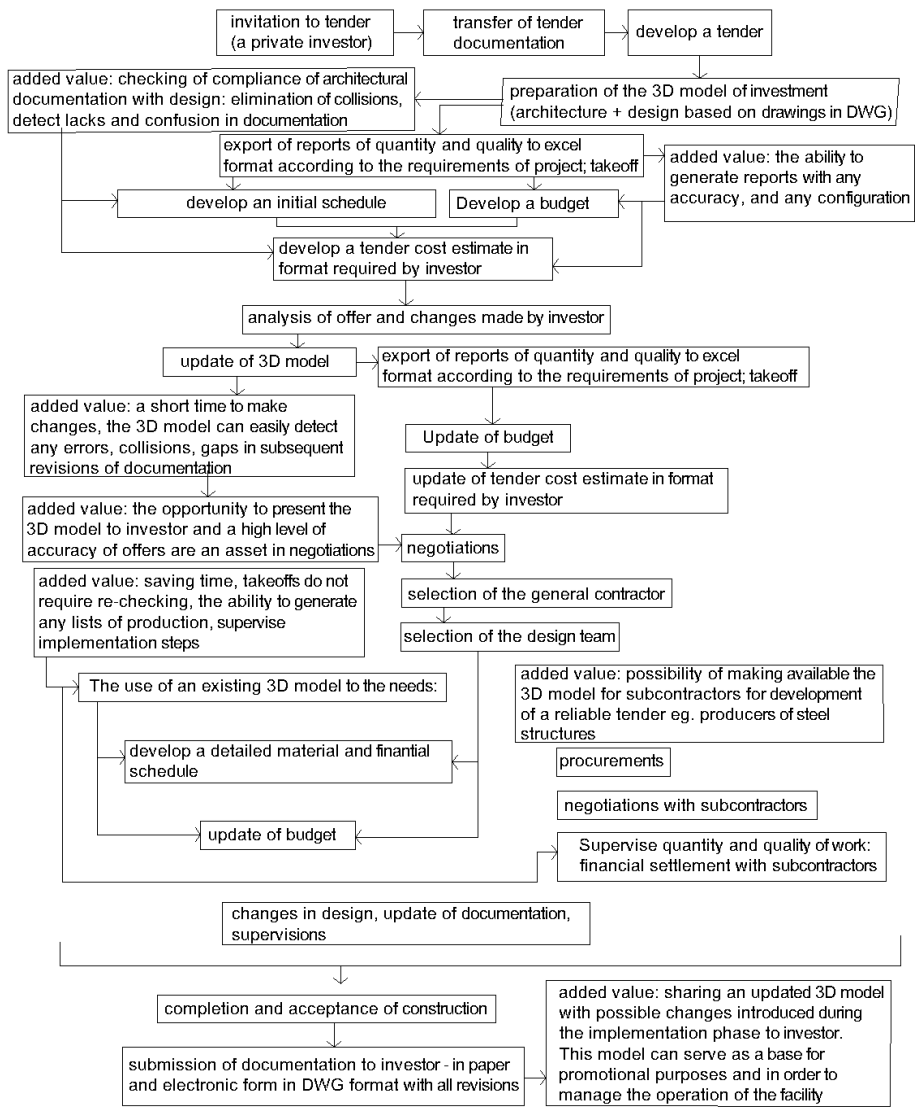 invitation to tender
(a private investor)
transfer of tender
documentation
develop a tender
added value: checking of compliance of architectural
documentation with design: elimination of collisions,
detect lacks and confusion in documentation
preparation of the 3D model of investment
(architecture + design based on drawings in DWG)
export of reports of quantity and quality to excel
format according to the requirements of project; takeoff
added value: the ability to
generate reports with any
accuracy, and any configuration
develop an initial schedule
Develop a budget
develop a tender cost estimate in
format required by investor
analysis of offer and changes made by investor
update of 3D model
export of reports of quantity and quality to excel
format according to the requirements of project; takeoff
added value: a short time to make
changes, the 3D model can easily detect
any errors, collisions, gaps in subsequent
revisions of documentation
Update of budget
update of tender cost estimate in format
required by investor
added value: the opportunity to present the
3D model to investor and a high level of
accuracy of offers are an asset in negotiations
negotiations
added value: saving time, takeoffs do not
require re-checking, the ability to generate
any lists of production, supervise
implementation steps
selection of the general contractor
selection of the design team
The use of an existing 3D model to the needs:
added value: possibility of making available the
3D model for subcontractors for development
of a reliable tender eg. producers of steel
structures
develop a detailed material and finantial
schedule
procurements
negotiations with subcontractors
update of budget
Supervise quantity and quality of work:
financial settlement with subcontractors
changes in design, update of documentation,
supervisions
completion and acceptance of construction
added value: sharing an updated 3D model
with possible changes introduced during
the implementation phase to investor.
This model can serve as a base for
promotional purposes and in order to
manage the operation of the facility
submission of documentation to investor - in paper
and electronic form in DWG format with all revisions